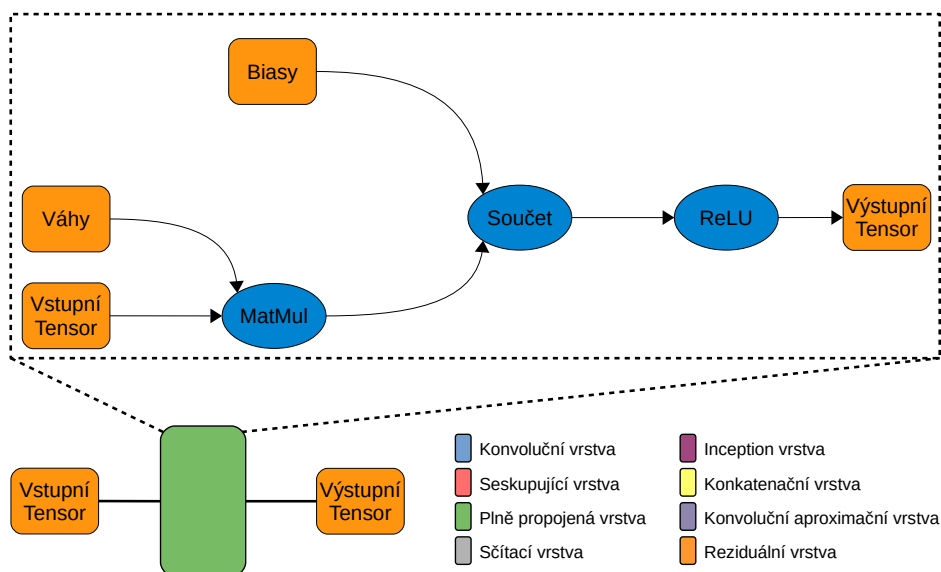 Biasy
Váhy
Součet
ReLU
Výstupní
Tensor
Vstupní
Tensor
MatMul
Vstupní
Tensor
Výstupní
Tensor
Konvoluční vrstva
Seskupující vrstva
Plně propojená vrstva
Sčítací vrstva
Inception vrstva
Konkatenační vrstva
Konvoluční aproximační vrstva
Reziduální vrstva